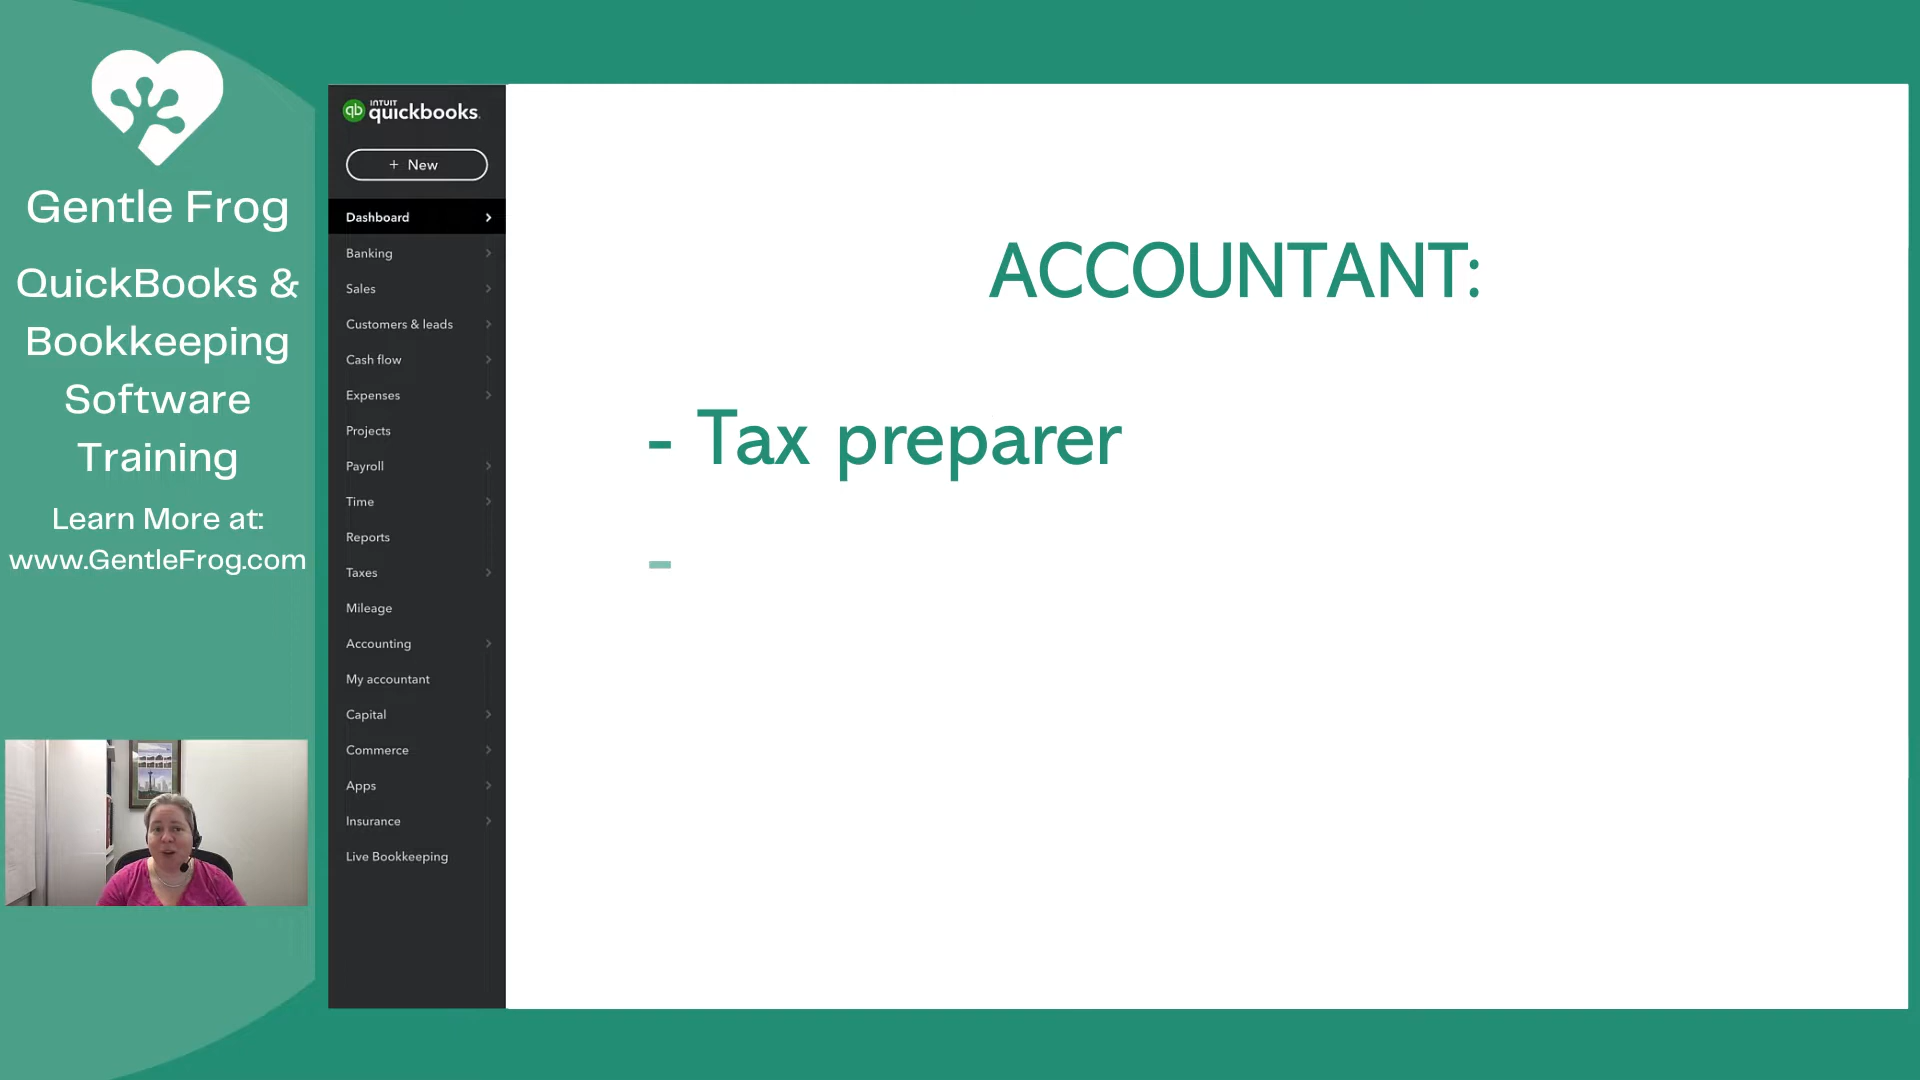 Gentle Frog
QuickBooks &
Bookkeeping
Software
Training
Learn More at:
www.GentleFrog.com
qb INTUIT quickbooks.
+ New
Dashboard
Banking
Sales
Customers & leads
Cash flow
Expenses
Projects
Payroll
Time
Reports
Taxes
Mileage
Accounting
My accountant
Capital
Commerce
Apps
Insurance
Live Bookkeeping
ACCOUNTANT:
- Tax preparer
-